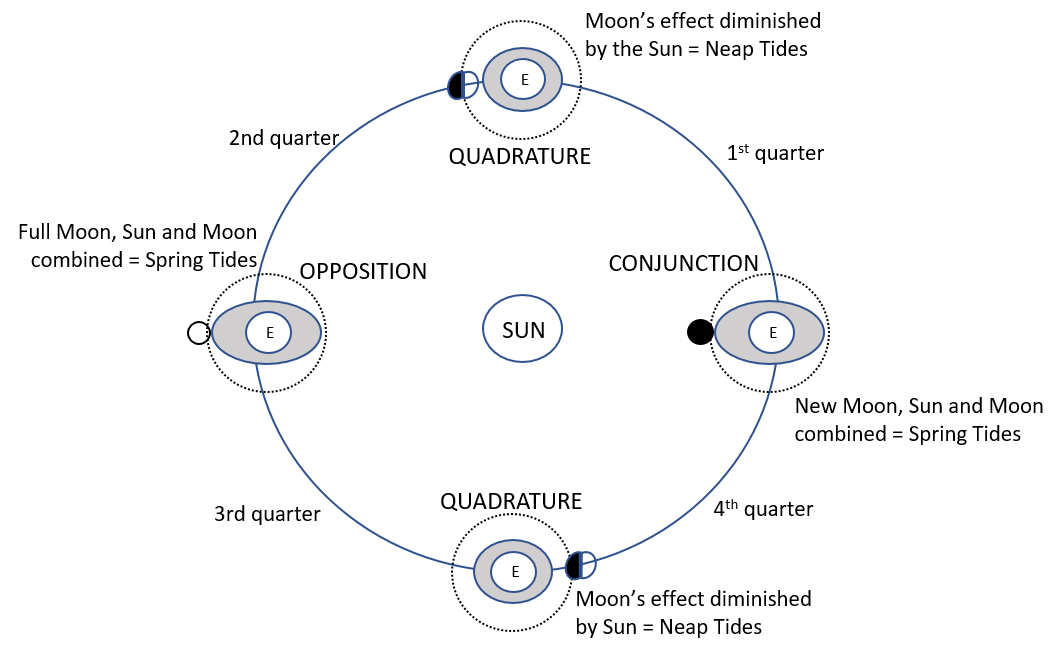 Moon’s effect diminished
by the Sun = Neap Tides
E
2nd quarter
QUADRATURE
1st quarter
Full Moon, Sun and Moon
combined = Spring Tides
OPPOSITION
CONJUNCTION
E
SUN
E
New Moon, Sun and Moon
combined = Spring Tides
3rd quarter
QUADRATURE
4th quarter
E
Moon’s effect diminished
by Sun = Neap Tides